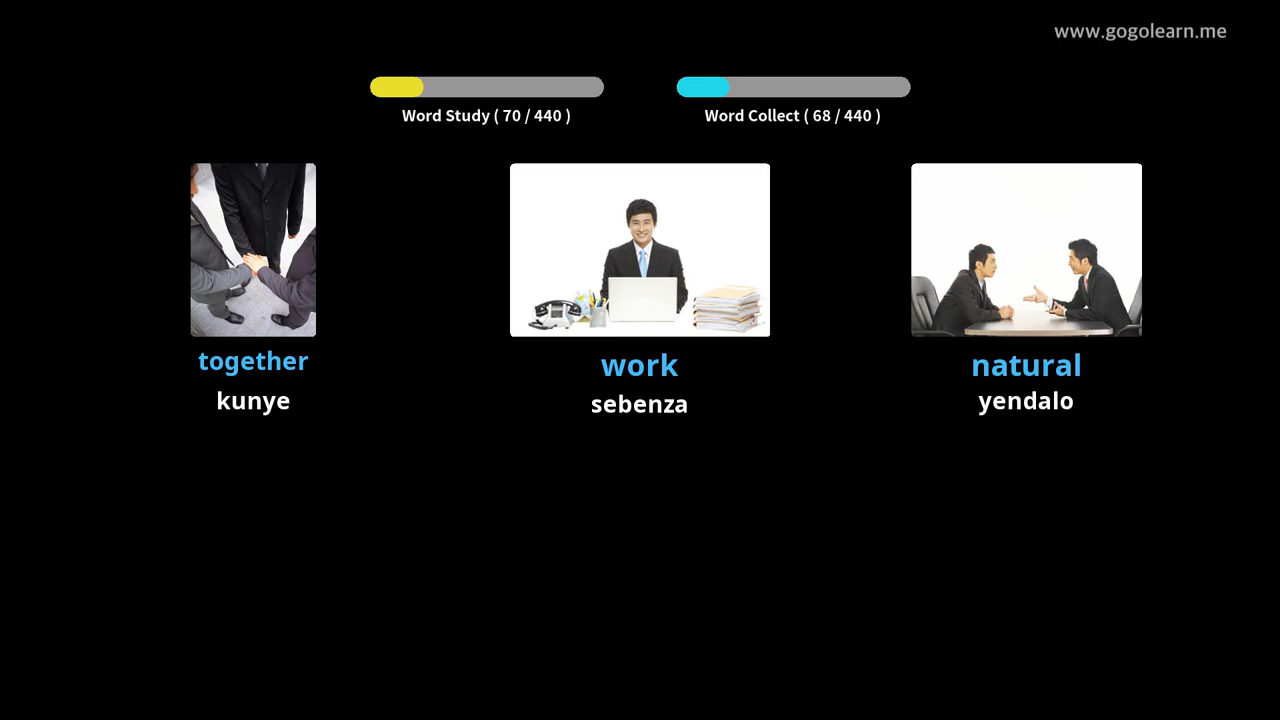 www.gogolearn.me
Word Study ( 70 / 440 )
Word Collect ( 68 / 440 )
together
kunye
work
sebenza
natural
yendalo